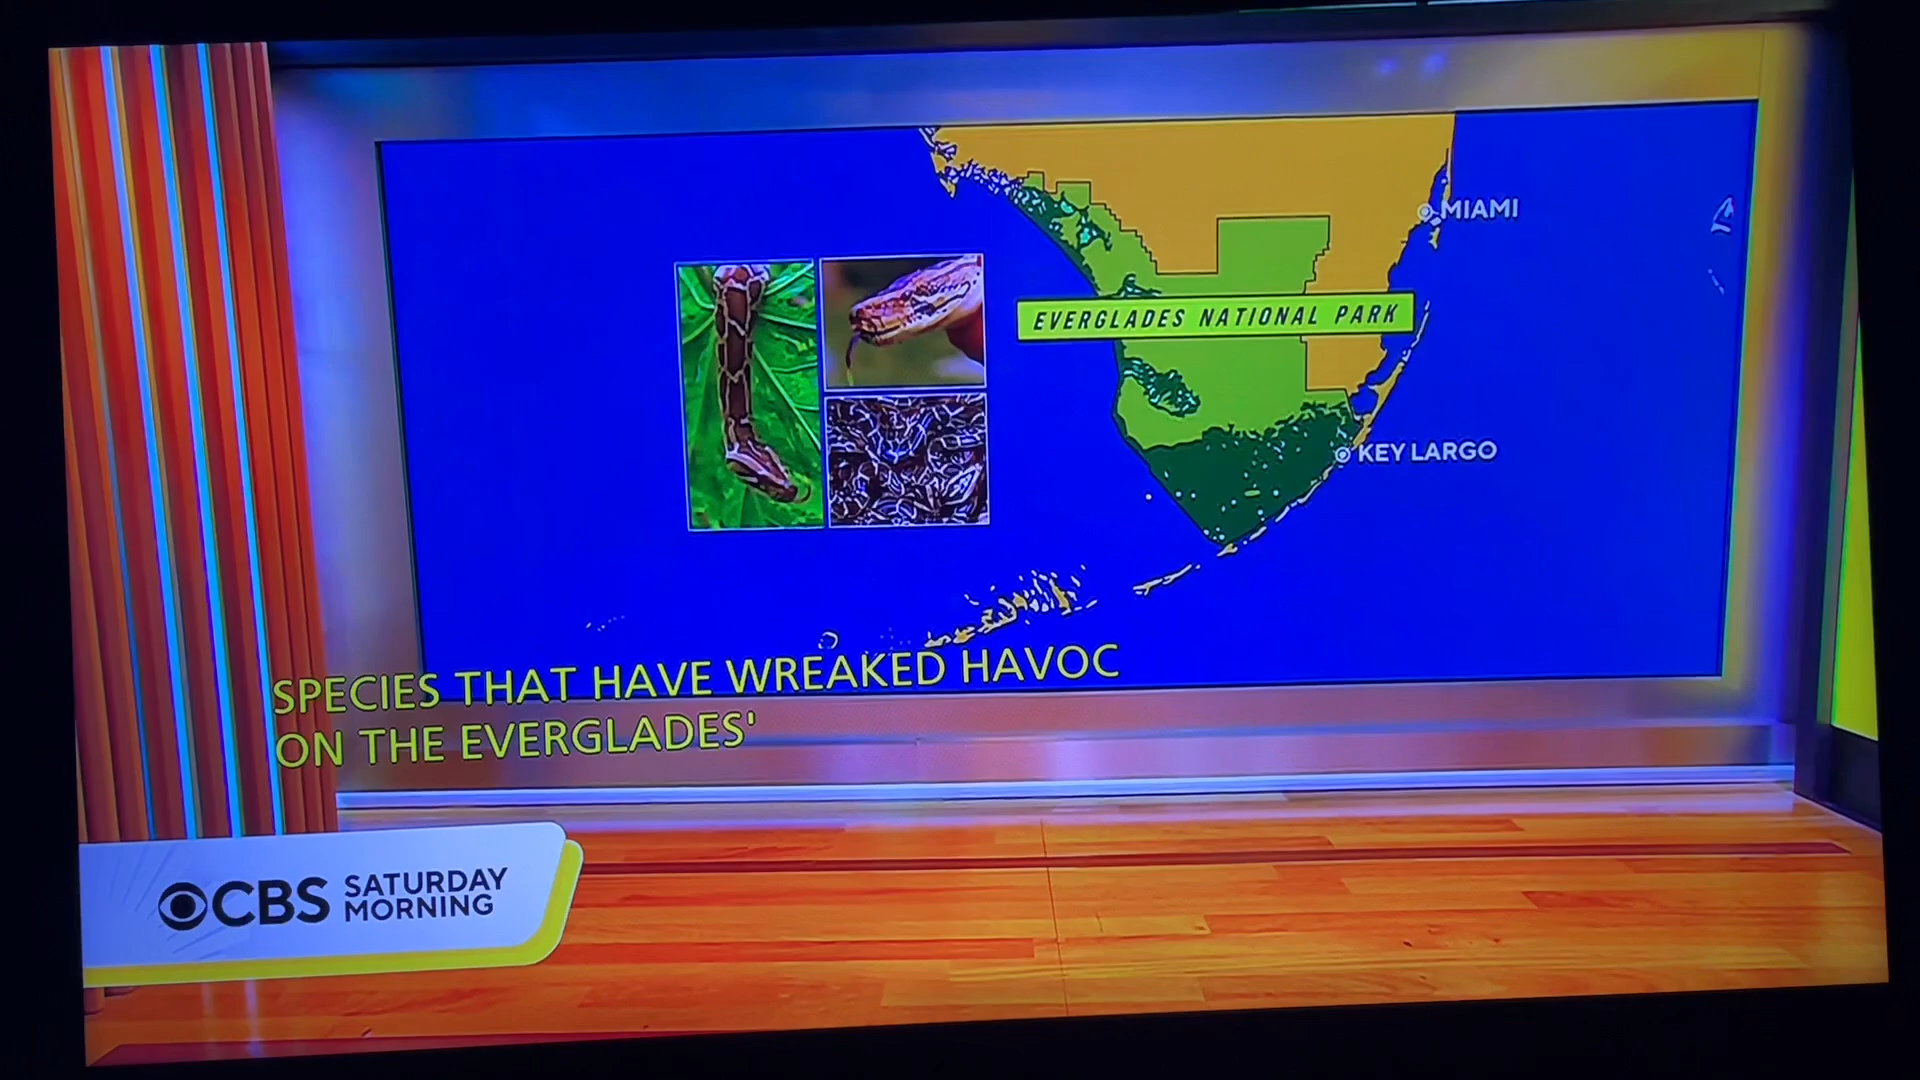 MIAMI
EVERGLADES NATIONAL PARK
KEY LARGO
SPECIES THAT HAVE WREAKED HAVOC
ON THE EVERGLADES'
CBS SATURDAY
MORNING